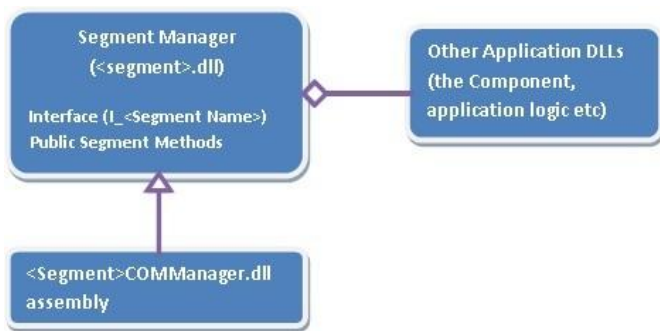 Segment Manager
(<segment>.dll)
Interface (I_<Segment Name>)
Public Segment Methods
Other Application DLLs
(the Component,
application logic etc)
<Segment>COMManager.dll
assembly